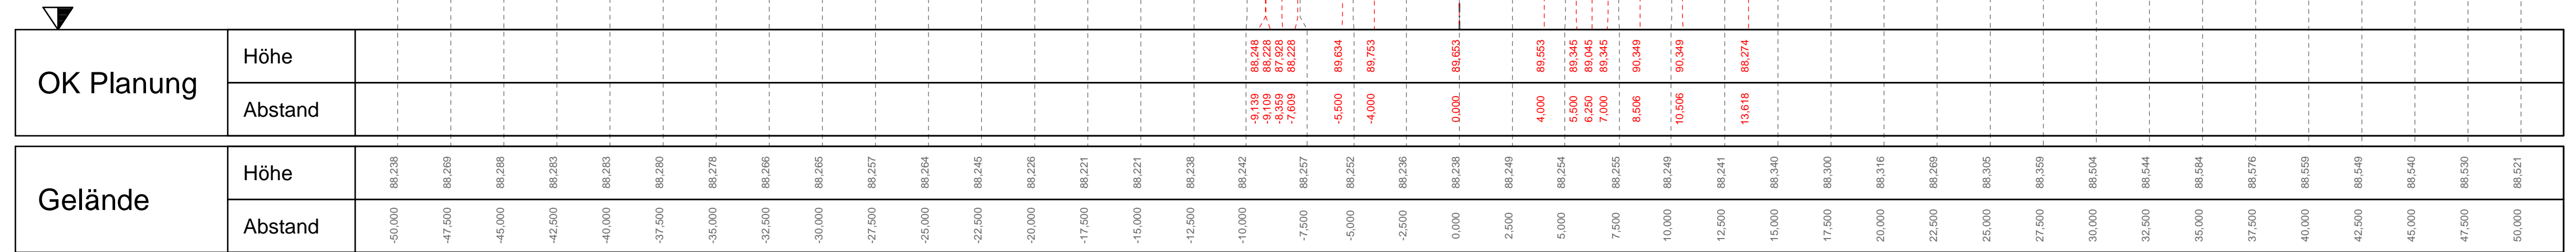 OK Planung
Höhe
88,248 88,228 87,928 88,228 89,634 89,753 89,653 89,553 89,345 89,045 89,345 90,349 90,349 88,274
Abstand
-9,139 -9,109 -8,359 -7,609 -5,500 -4,000 0,000 4,000 5,500 6,250 7,000 8,506 10,506 13,618
Gelände
Höhe
88,238 88,269 88,288 88,283 88,283 88,280 88,278 88,266 88,265 88,257 88,264 88,245 88,226 88,221 88,221 88,238 88,242 88,257 88,252 88,236 88,238 88,249 88,254 88,255 88,249 88,241 88,340 88,300 88,316 88,269 88,305 88,359 88,504 88,544 88,584 88,576 88,559 88,549 88,540 88,530 88,521
Abstand
-50,000 -47,500 -45,000 -42,500 -40,000 -37,500 -35,000 -32,500 -30,000 -27,500 -25,000 -22,500 -20,000 -17,500 -15,000 -12,500 -10,000 -7,500 -5,000 -2,500 0,000 2,500 5,000 7,500 10,000 12,500 15,000 17,500 20,000 22,500 25,000 27,500 30,000 32,500 35,000 37,500 40,000 42,500 45,000 47,500 50,000